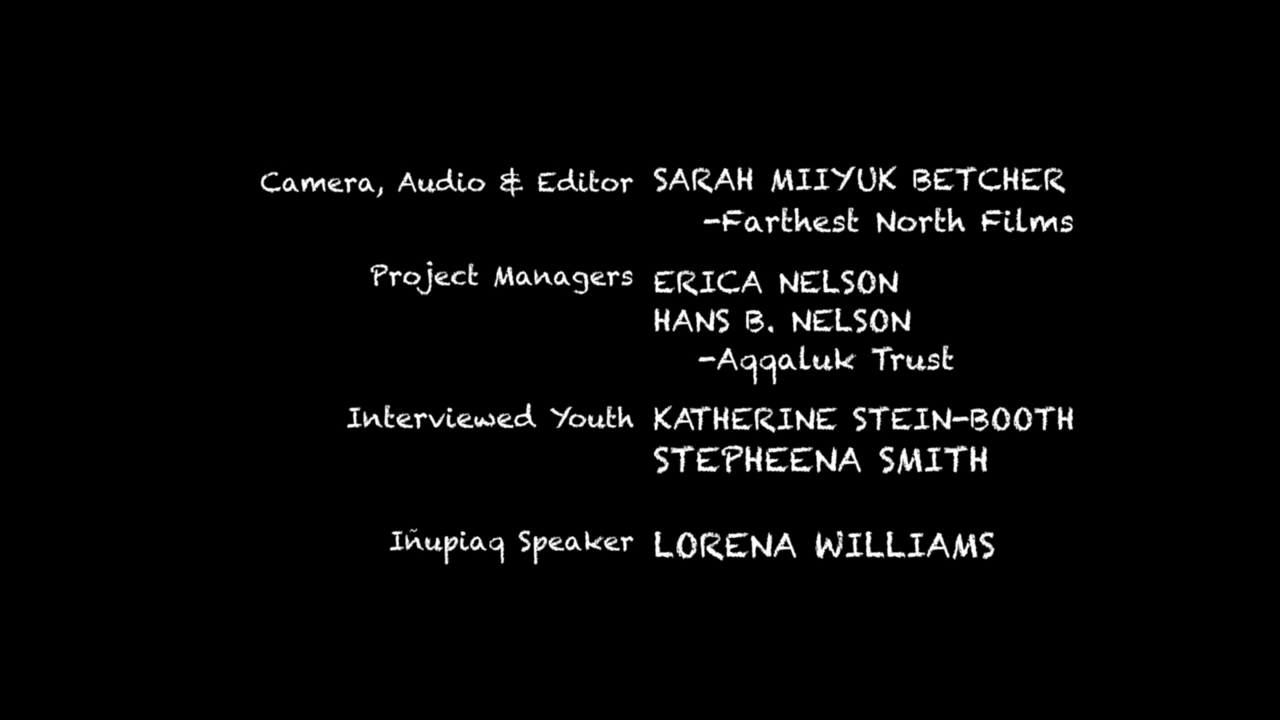 Camera, Audio & Editor SARAH MIIYUK BETCHER
-Farthest North Films
Project Managers ERICA NELSON
HANS B. NELSON
-Aqqaluk Trust
Interviewed Youth KATHERINE STEIN-BOOTH
STEPHEENA SMITH
Iñupiaq Speaker LORENA WILLIAMS